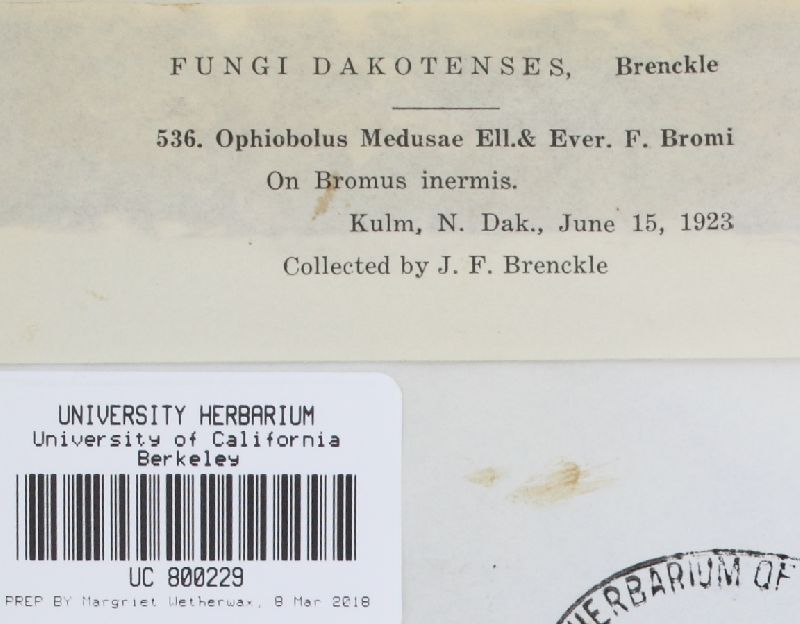 FUNGI DAKOTENSES, Brenckle
536. Ophiobolus Medusae Ell.& Ever. F. Bromi
On Bromus inermis.
Kulm, N. Dak., June 15, 1923
Collected by J. F. Brenckle
UNIVERSITY HERBARIUM
University of California
Berkeley
UC 800229
PREP BY Margriet Wetherwax, 8 Mar 2018
HERBARIUM OF